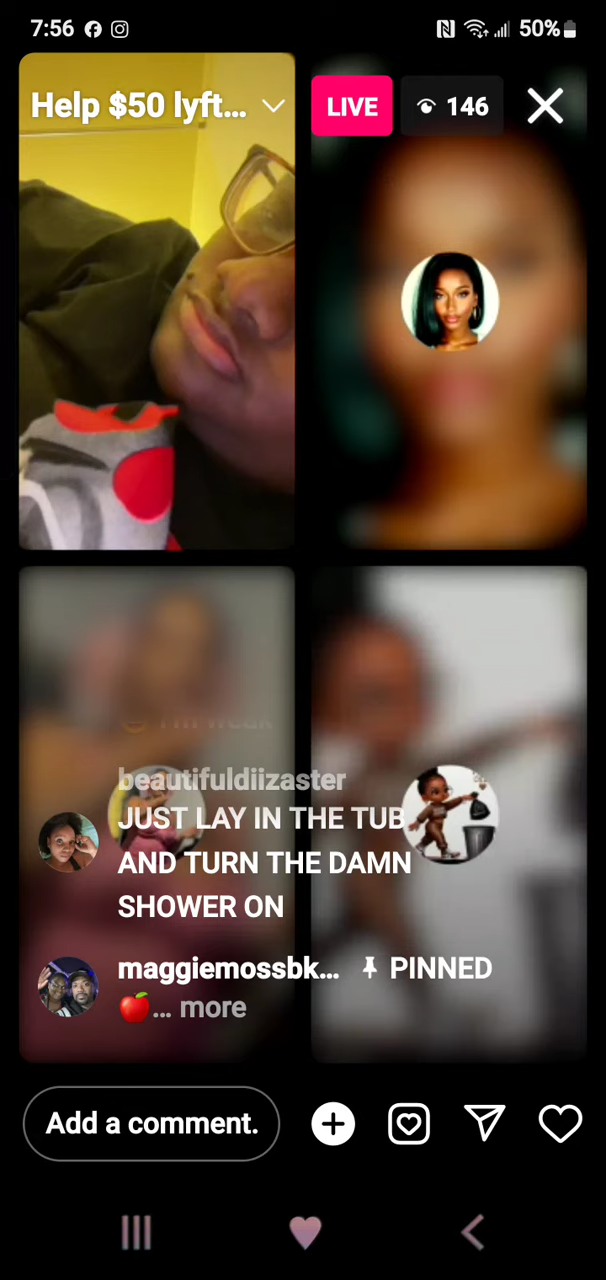 7:56
50%
Help $50 lyft...
LIVE
146
I'm weak
beautifuldiizaster
JUST LAY IN THE TUB
AND TURN THE DAMN
SHOWER ON
maggiemossbk... PINNED
🍎... more
Add a comment.